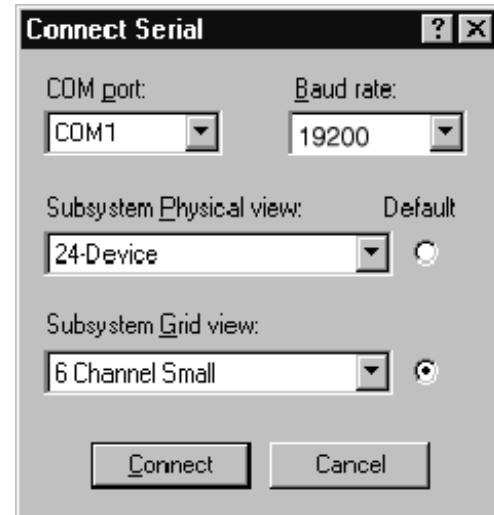 Connect Serial
COM port: Baud rate:
COM1 19200
Subsystem Physical view: Default
24-Device
Subsystem Grid view:
6 Channel Small
Connect Cancel